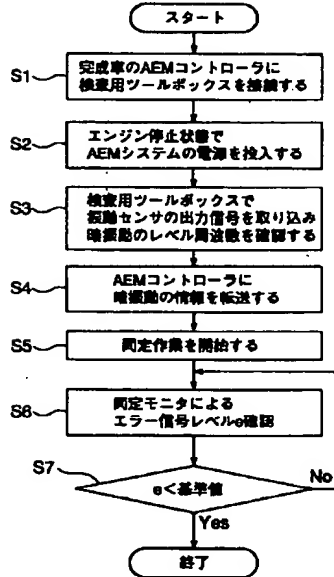 スタート
S1
完成車のAEMコントローラに
検査用ツールボックスを接続する
S2
エンジン停止状態で
AEMシステムの電源を投入する
S3
検査用ツールボックスで
振動センサの出力信号を取り込み
暗振動のレベル周波数を確認する
S4
AEMコントローラに
暗振動の情報を転送する
S5
同定作業を開始する
S6
同定モニタによる
エラー信号レベルe確認
S7
e<基準値
No
Yes
終了